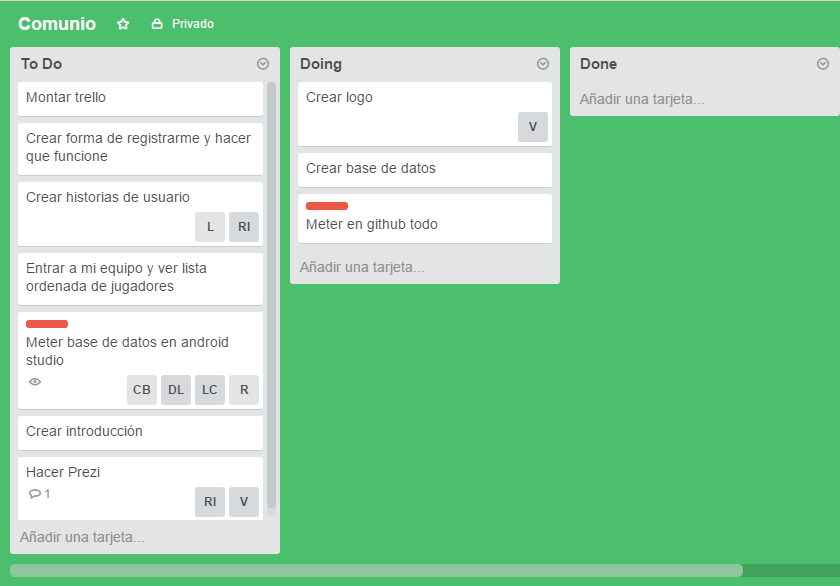 Comunio
Privado
To Do
Montar trello
Crear forma de registrarme y hacer
que funcione
Crear historias de usuario
L RI
Entrar a mi equipo y ver lista
ordenada de jugadores
Meter base de datos en android
studio
CB DL LC R
Crear introducción
Hacer Prezi
1
RI V
Añadir una tarjeta...
Doing
Crear logo
V
Crear base de datos
Meter en github todo
Añadir una tarjeta...
Done
Añadir una tarjeta...